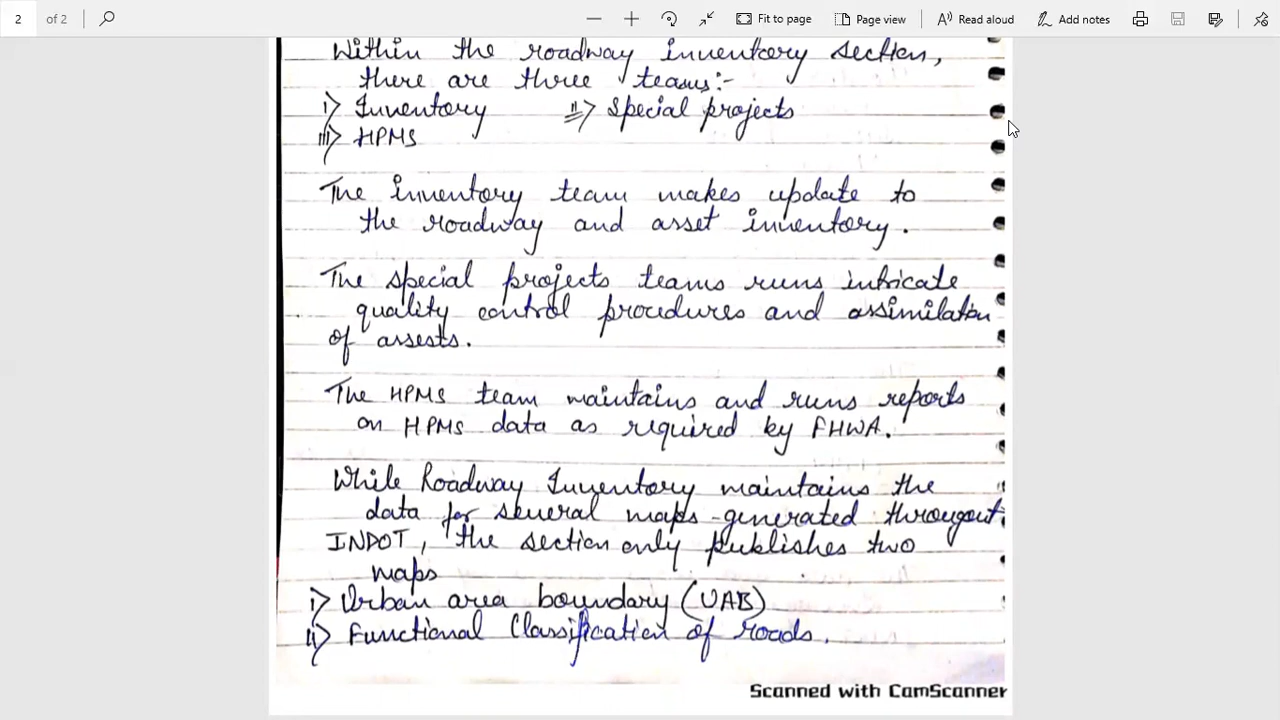 2 of 2 Fit to page Page view Read aloud Add notes
Within the roadway inventory section,
there are three teams:-
i) Inventory ii) Special projects
iii) HPMS
The inventory team makes update to
the roadway and asset inventory.
The special projects teams runs intricate
quality control procedures and assimilation
of assests.
The HPMS team maintains and runs reports
on HPMS data as required by FHWA.
While Roadway Inventory maintains the
data for several maps generated througout
INDOT, the section only publishes two
maps
i) Urban area boundary (UAB)
ii) Functional Classification of roads.
Scanned with CamScanner